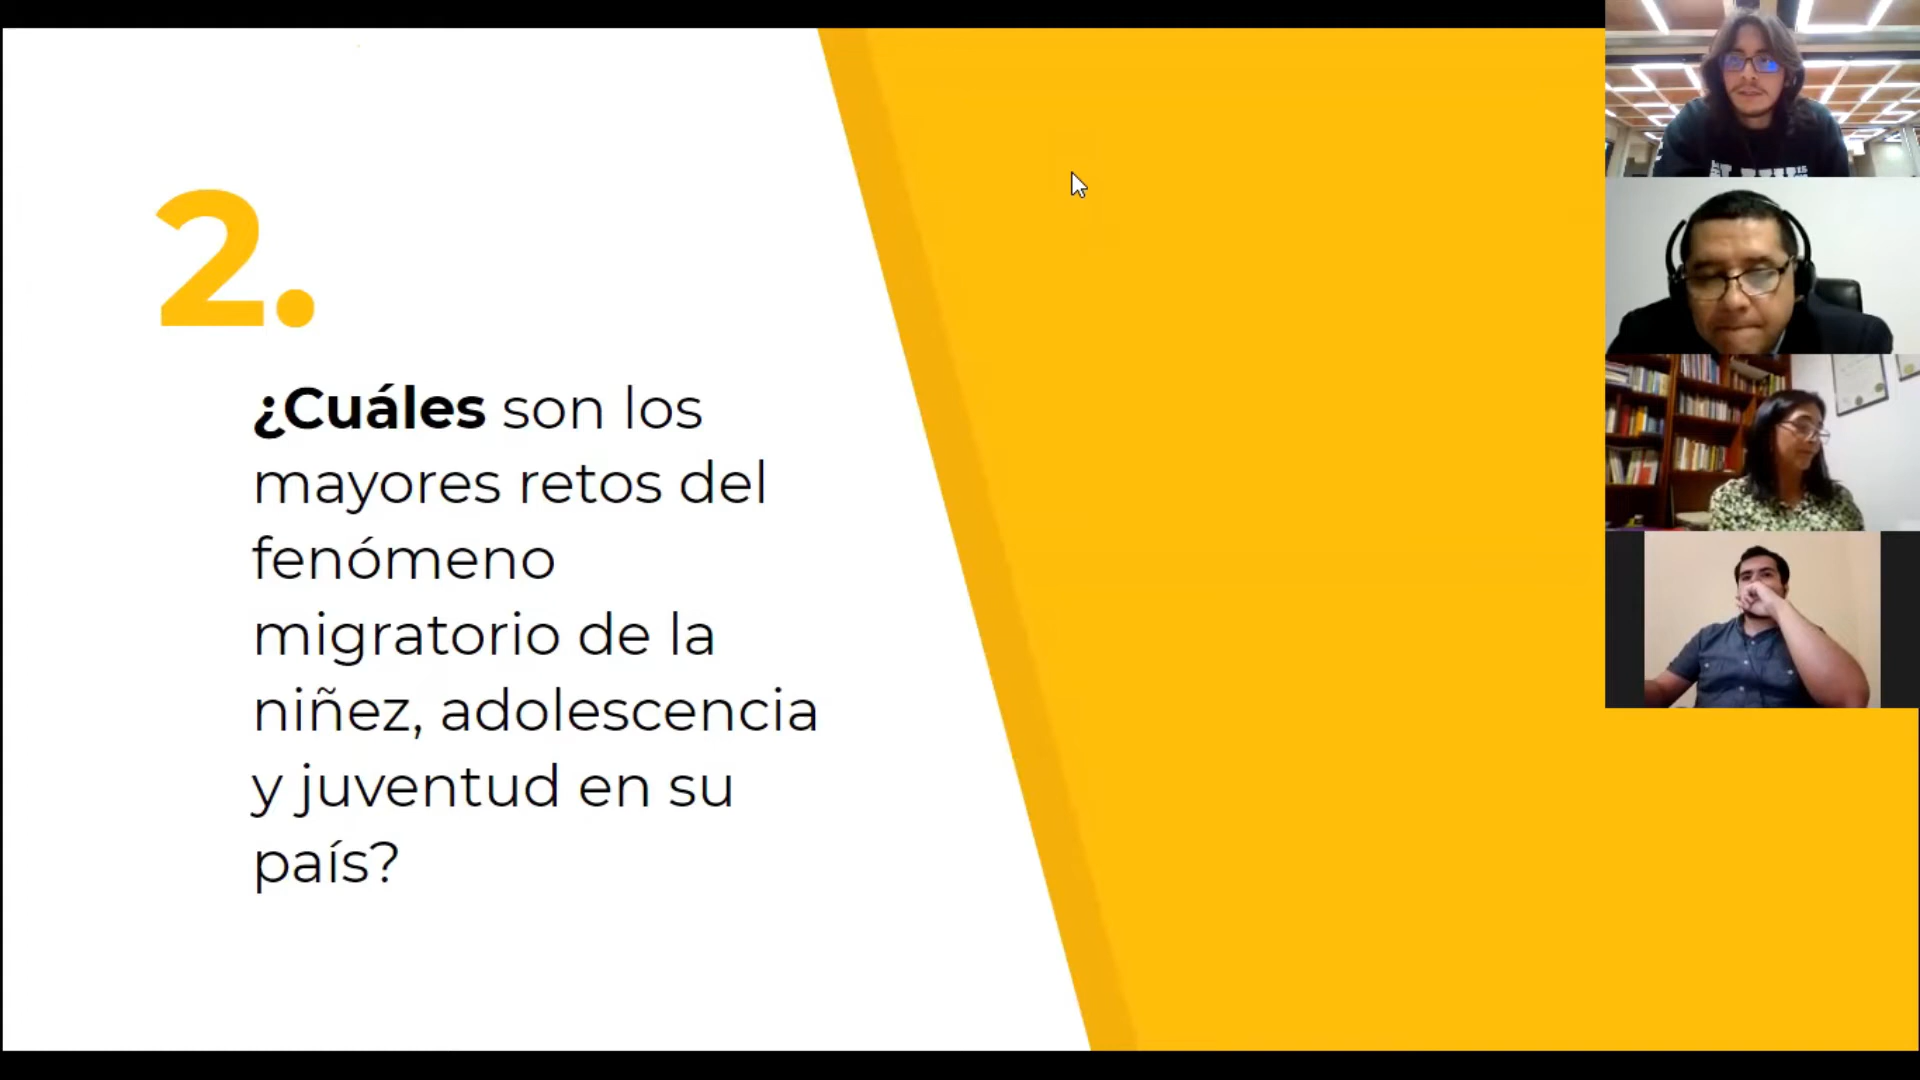 2.
¿Cuáles son los
mayores retos del
fenómeno
migratorio de la
niñez, adolescencia
y juventud en su
país?